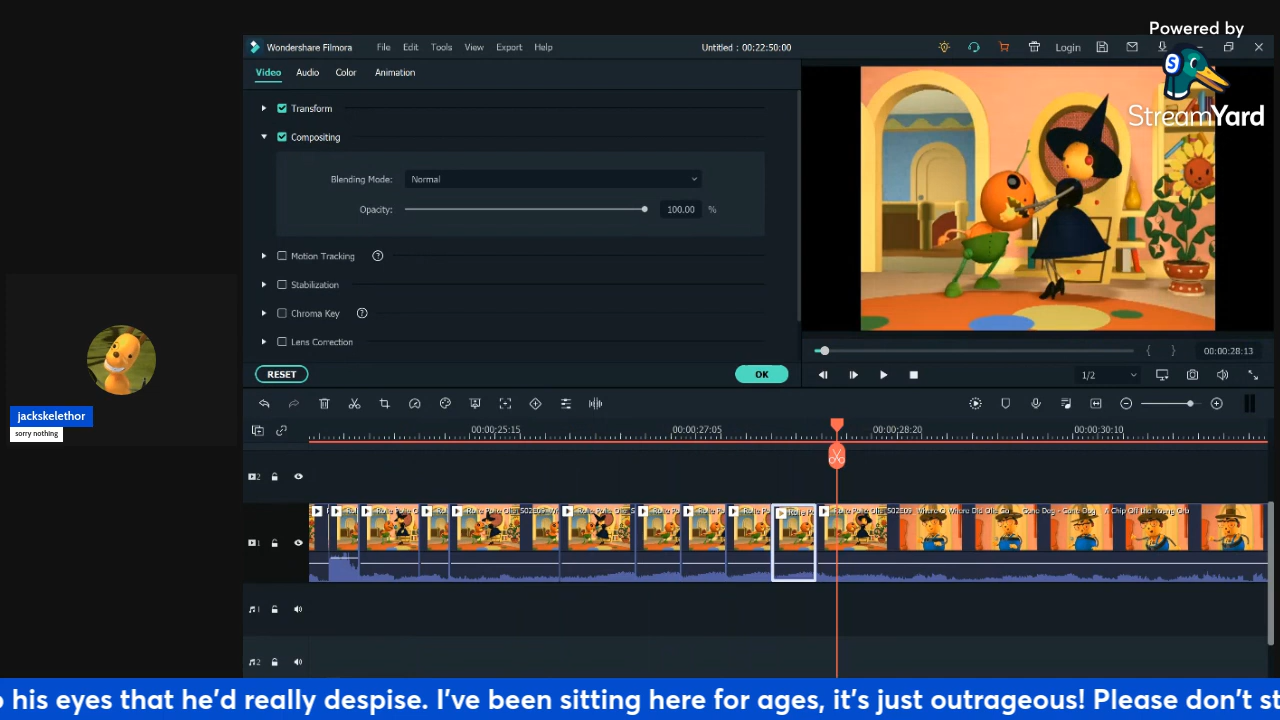 Powered by
StreamYard
Wondershare Filmora File Edit Tools View Export Help Untitled : 00:22:50:00 Login
Video Audio Color Animation
Transform
Compositing
Blending Mode: Normal
Opacity: 100.00 %
Motion Tracking
Stabilization
Chroma Key
Lens Correction
RESET OK
00:00:28:13
1/2
jackskelethor
sorry nothing
00:00:25:15 00:00:27:05 00:00:28:20 00:00:30:10
2
1
1
2
his eyes that he'd really despise. I've been sitting here for ages, it's just outrageous! Please don't st